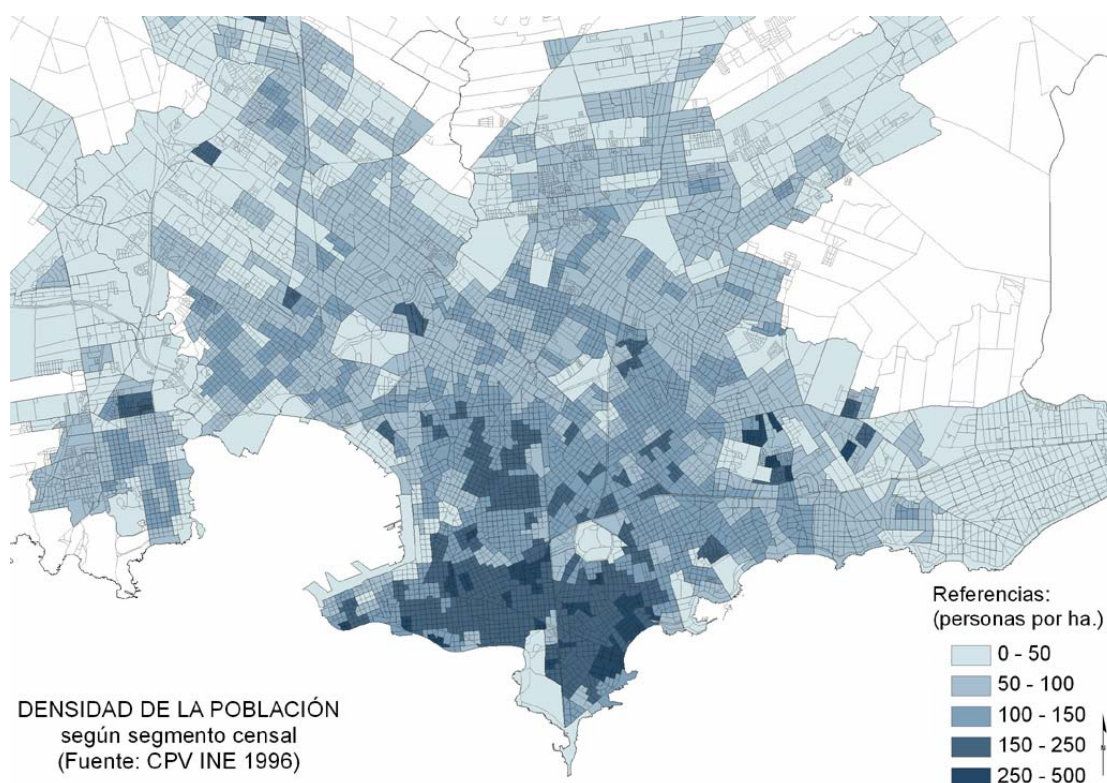 DENSIDAD DE LA POBLACIÓN
según segmento censal
(Fuente: CPV INE 1996)
Referencias:
(personas por ha.)
0 - 50
50 - 100
100 - 150
150 - 250
250 - 500